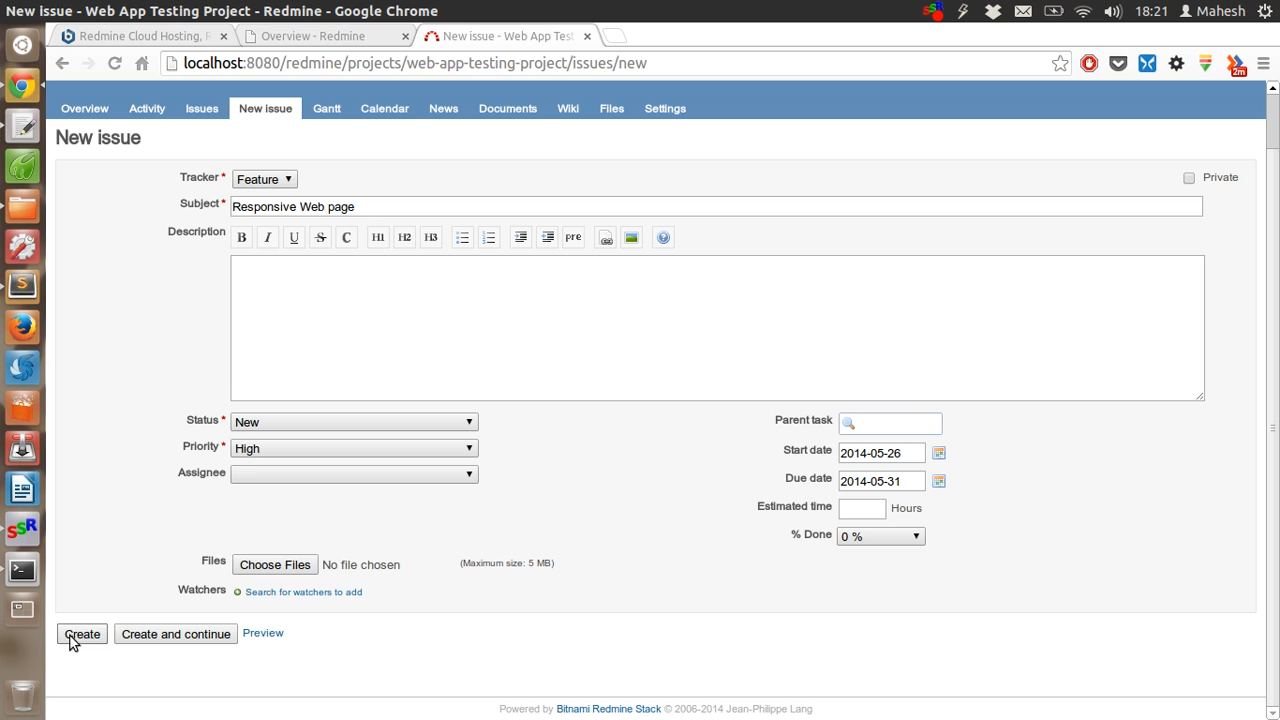 New issue - Web App Testing Project - Redmine - Google Chrome
18:21 Mahesh
Redmine Cloud Hosting, R
Overview - Redmine
New issue - Web App Test
localhost:8080/redmine/projects/web-app-testing-project/issues/new
2m
Overview Activity Issues New issue Gantt Calendar News Documents Wiki Files Settings
New issue
Tracker * Feature
Private
Subject * Responsive Web page
Description B I U S C H1 H2 H3 pre
Status * New
Parent task
Priority * High
Start date 2014-05-26
Assignee
Due date 2014-05-31
Estimated time Hours
% Done 0 %
Files Choose Files No file chosen (Maximum size: 5 MB)
Watchers Search for watchers to add
Create Create and continue Preview
Powered by Bitnami Redmine Stack © 2006-2014 Jean-Philippe Lang